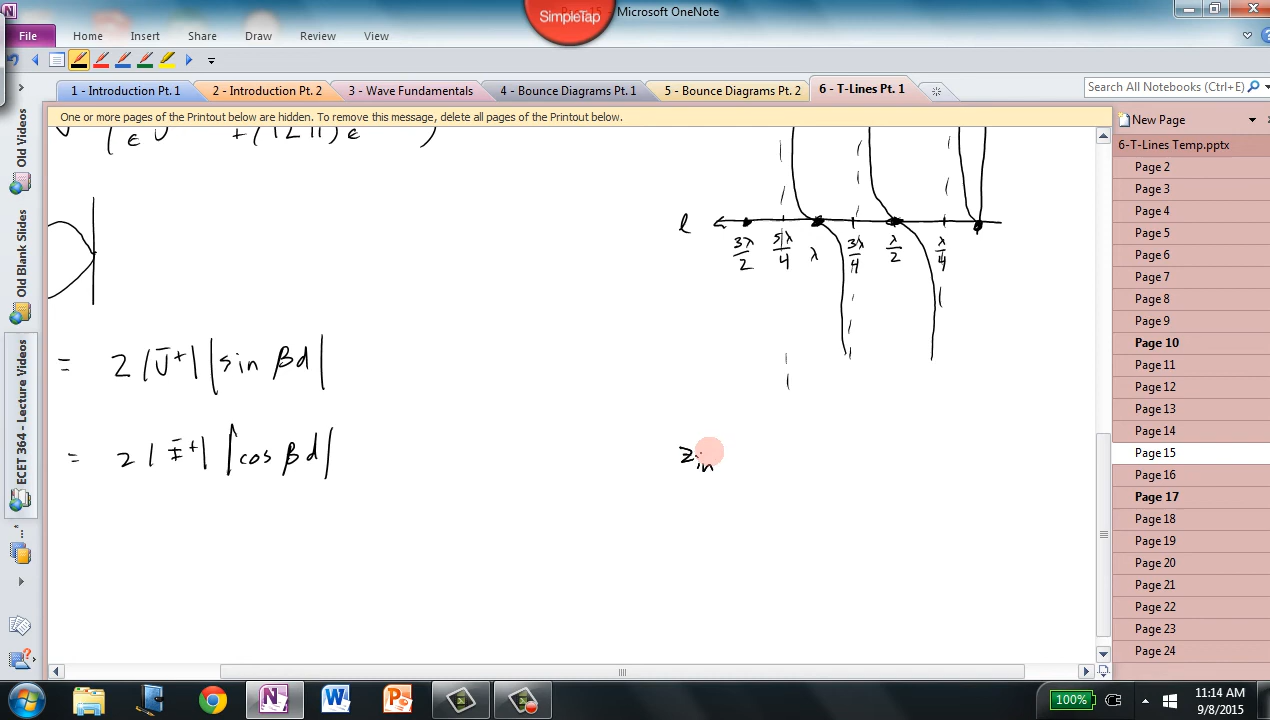 Page 15 - Microsoft OneNote
SimpleTap
File Home Insert Share Draw Review View
1 - Introduction Pt. 1
2 - Introduction Pt. 2
3 - Wave Fundamentals
4 - Bounce Diagrams Pt. 1
5 - Bounce Diagrams Pt. 2
6 - T-Lines Pt. 1
Search All Notebooks (Ctrl+E)
One or more pages of the Printout below are hidden. To remove this message, delete all pages of the Printout below.
Old Videos
Old Blank Slides
ECET 364 - Lecture Videos
l
3λ/2 5λ/4 λ 3λ/4 λ/2 λ/4
= 2|V̄⁺||sin βd|
= 2|Ī⁺||cos βd|
Zin
New Page
6-T-Lines Temp.pptx
Page 2
Page 3
Page 4
Page 5
Page 6
Page 7
Page 8
Page 9
Page 10
Page 11
Page 12
Page 13
Page 14
Page 15
Page 16
Page 17
Page 18
Page 19
Page 20
Page 21
Page 22
Page 23
Page 24
100%
11:14 AM
9/8/2015